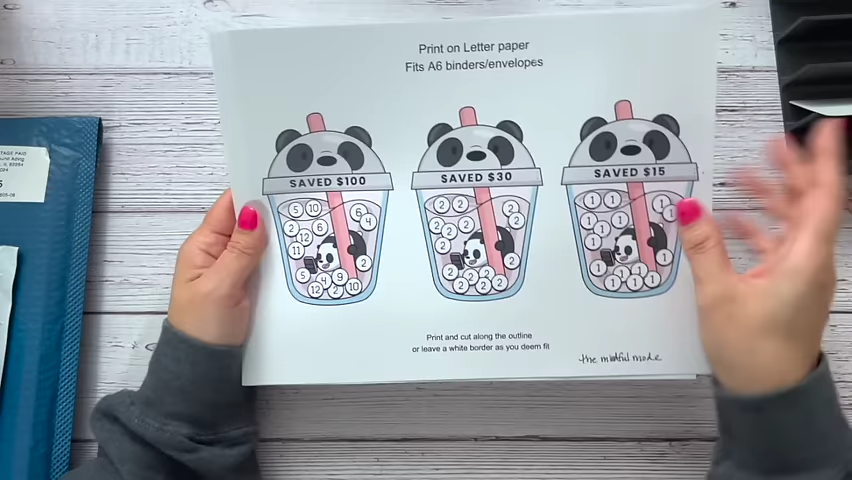 Print on Letter paper
Fits A6 binders/envelopes
SAVED $100
SAVED $30
SAVED $15
5 10 6 4
2 6
12
11
2
5 4 9
12 2 10
2 2 2
2 2 2
2 2
2
2 2 2 2
2 2 2
1 1 1
1 1 1
1
1 1
1 1 1
1 1 1
Print and cut along the outline
or leave a white border as you deem fit
the mindful mode
TAGE PAID